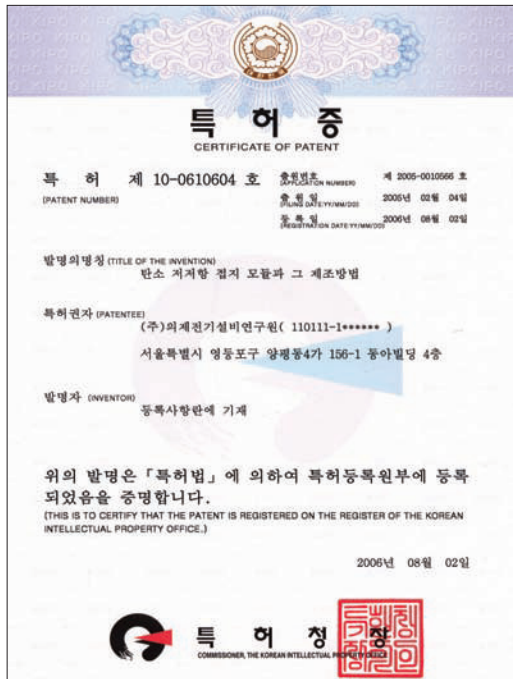 특 허 증
CERTIFICATE OF PATENT
특 허 제 10-0610604 호
(PATENT NUMBER)
출원번호 제 2005-0010566 호
(APPLICATION NUMBER)
출 원 일 2005년 02월 04일
(FILING DATE:YY/MM/DD)
등 록 일 2006년 08월 02일
(REGISTRATION DATE:YY/MM/DD)
발명의명칭 (TITLE OF THE INVENTION)
탄소 저저항 접지 모듈과 그 제조방법
특허권자 (PATENTEE)
(주)의제전기설비연구원( 110111-1****** )
서울특별시 영등포구 양평동4가 156-1 동아빌딩 4층
발명자 (INVENTOR)
등록사항란에 기재
위의 발명은 「특허법」에 의하여 특허등록원부에 등록
되었음을 증명합니다.
(THIS IS TO CERTIFY THAT THE PATENT IS REGISTERED ON THE REGISTER OF THE KOREAN
INTELLECTUAL PROPERTY OFFICE.)
2006년 08월 02일
특 허 청 장
COMMISSIONER, THE KOREAN INTELLECTUAL PROPERTY OFFICE